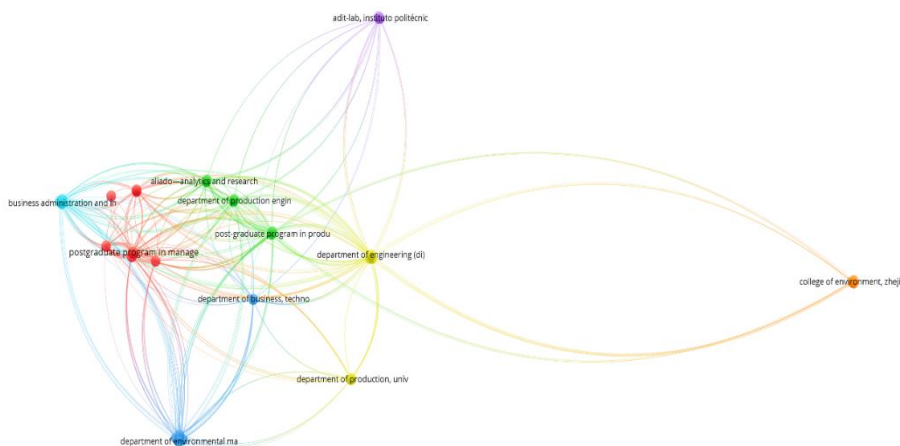 adit-lab, instituto politécnic
aliado—analytics and research
business administration and in
department of production engin
post-graduate program in produ
postgraduate program in manage
department of engineering (di)
college of environment, zheji
department of business, techno
department of production, univ
department of environmental ma